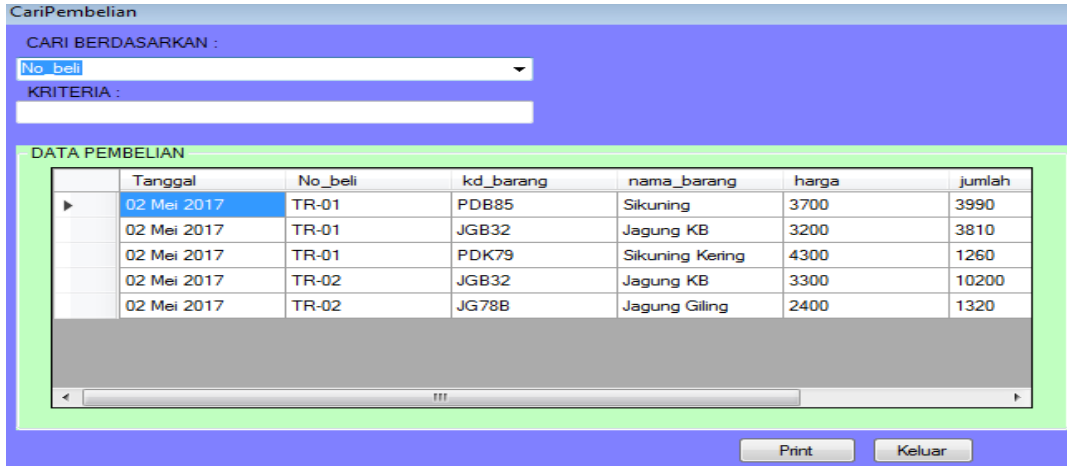 CariPembelian
CARI BERDASARKAN :
No_beli
KRITERIA :
DATA PEMBELIAN
Tanggal No_beli kd_barang nama_barang harga jumlah
02 Mei 2017 TR-01 PDB85 Sikuning 3700 3990
02 Mei 2017 TR-01 JGB32 Jagung KB 3200 3810
02 Mei 2017 TR-01 PDK79 Sikuning Kering 4300 1260
02 Mei 2017 TR-02 JGB32 Jagung KB 3300 10200
02 Mei 2017 TR-02 JG78B Jagung Giling 2400 1320
Print Keluar